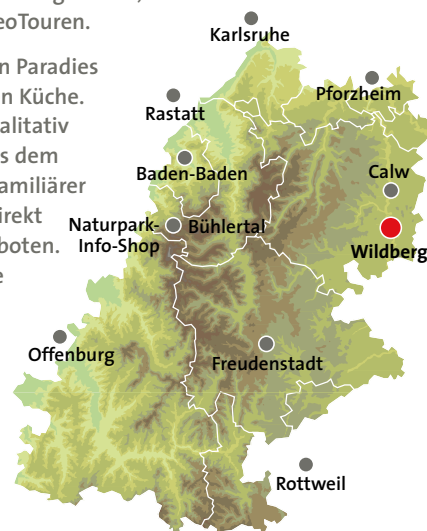 eoTouren.
n Paradies
n Küche.
alitativ
s dem
amiliärer
irekt
boten.
e
Karlsruhe
Pforzheim
Rastatt
Baden-Baden
Calw
Naturpark-
Info-Shop
Bühlertal
Wildberg
Offenburg
Freudenstadt
Rottweil